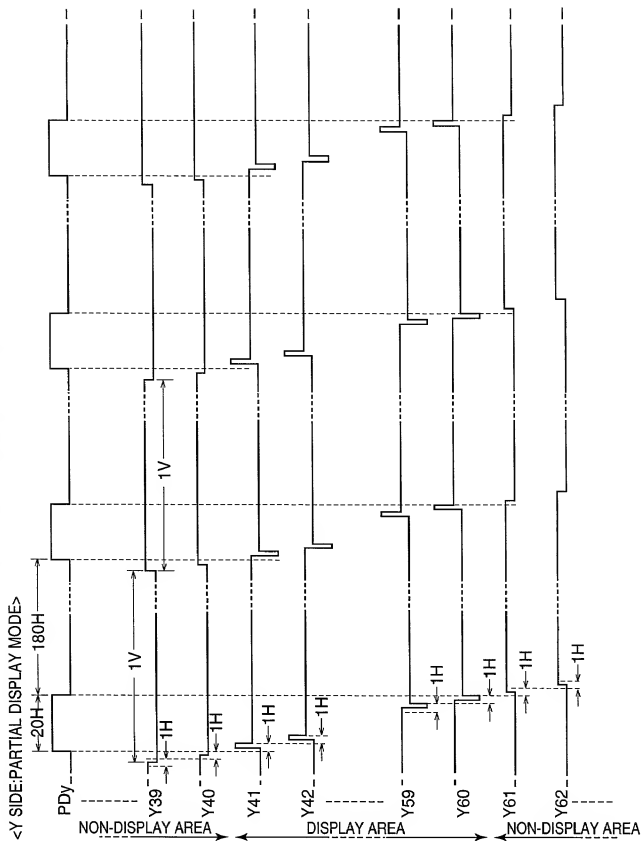 <Y SIDE:PARTIAL DISPLAY MODE>
20H
180H
PDy
1V
1V
Y39
1H
Y40
1H
Y41
1H
Y42
1H
Y59
1H
Y60
1H
Y61
1H
Y62
1H
NON-DISPLAY AREA
DISPLAY AREA
NON-DISPLAY AREA